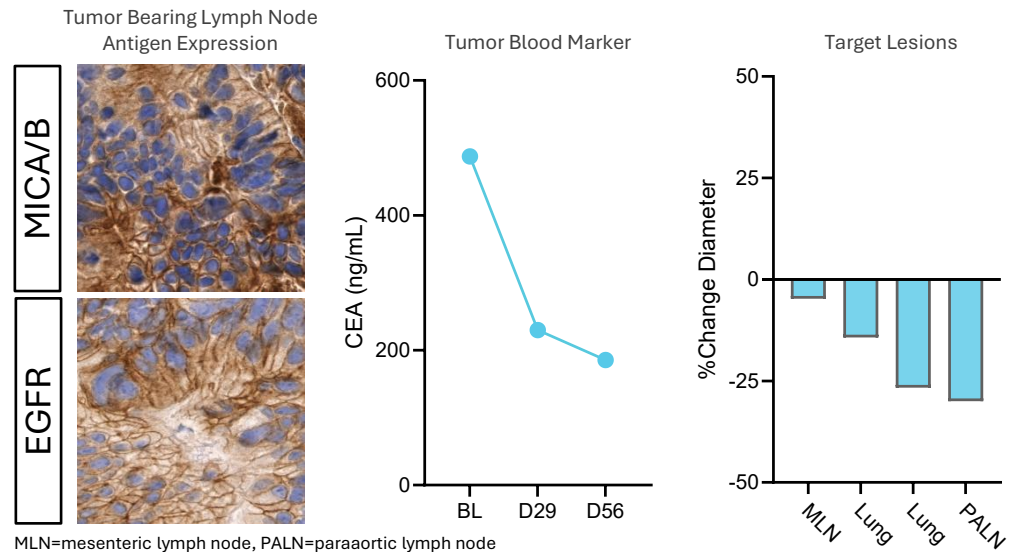 Tumor Bearing Lymph Node
Antigen Expression
MICA/B
EGFR
Tumor Blood Marker
CEA (ng/mL)
600
400
200
0
BL D29 D56
Target Lesions
%Change Diameter
50
25
0
-25
-50
MLN Lung Lung PALN
MLN=mesenteric lymph node, PALN=paraaortic lymph node